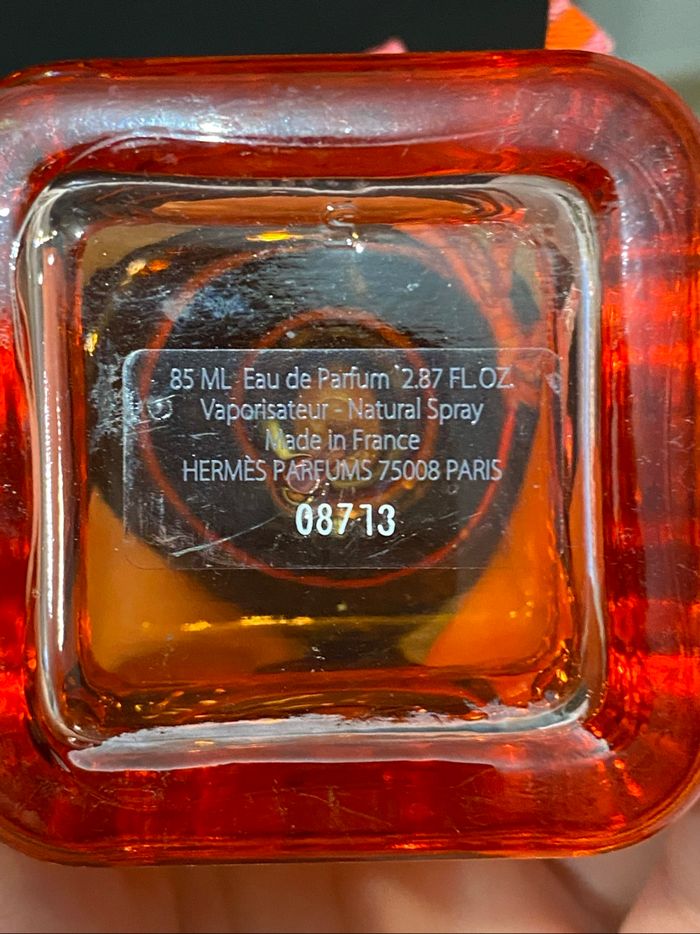 85 ML Eau de Parfum 2.87 FL.OZ.
Vaporisateur - Natural Spray
Made in France
HERMÈS PARFUMS 75008 PARIS
08713